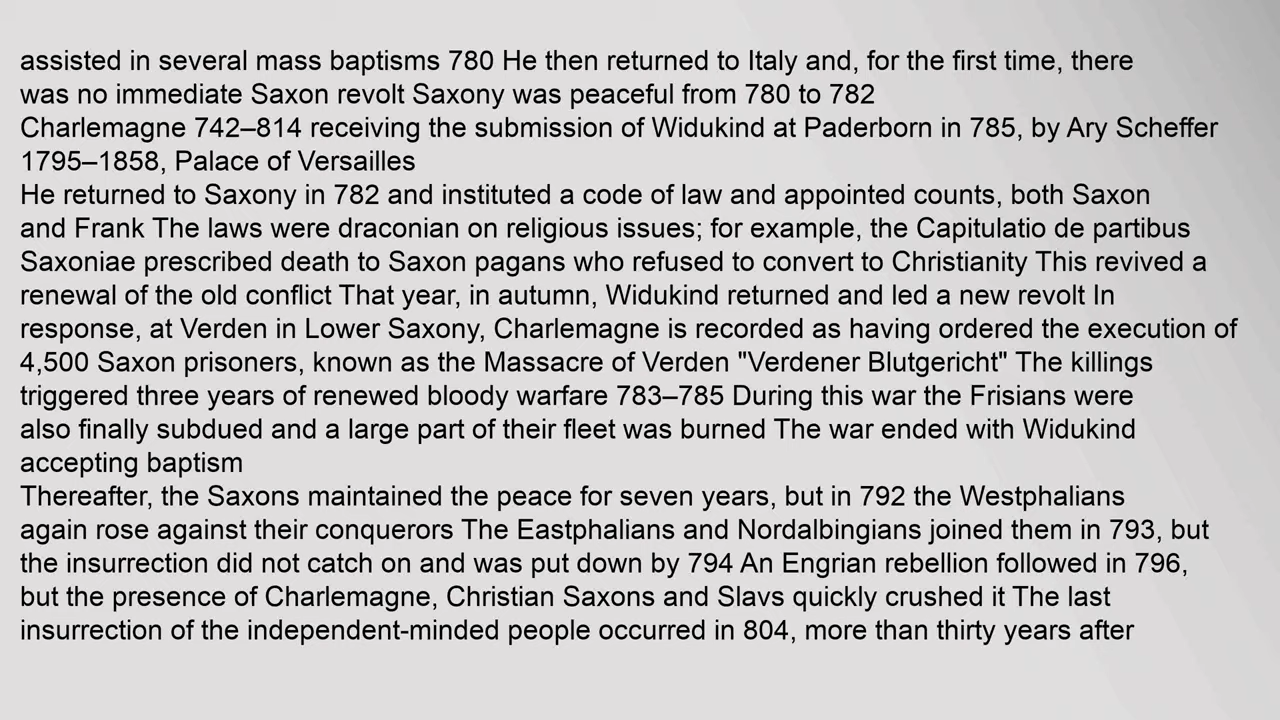 assisted in several mass baptisms 780 He then returned to Italy and, for the first time, there
was no immediate Saxon revolt Saxony was peaceful from 780 to 782
Charlemagne 742–814 receiving the submission of Widukind at Paderborn in 785, by Ary Scheffer
1795–1858, Palace of Versailles
He returned to Saxony in 782 and instituted a code of law and appointed counts, both Saxon
and Frank The laws were draconian on religious issues; for example, the Capitulatio de partibus
Saxoniae prescribed death to Saxon pagans who refused to convert to Christianity This revived a
renewal of the old conflict That year, in autumn, Widukind returned and led a new revolt In
response, at Verden in Lower Saxony, Charlemagne is recorded as having ordered the execution of
4,500 Saxon prisoners, known as the Massacre of Verden "Verdener Blutgericht" The killings
triggered three years of renewed bloody warfare 783–785 During this war the Frisians were
also finally subdued and a large part of their fleet was burned The war ended with Widukind
accepting baptism
Thereafter, the Saxons maintained the peace for seven years, but in 792 the Westphalians
again rose against their conquerors The Eastphalians and Nordalbingians joined them in 793, but
the insurrection did not catch on and was put down by 794 An Engrian rebellion followed in 796,
but the presence of Charlemagne, Christian Saxons and Slavs quickly crushed it The last
insurrection of the independent-minded people occurred in 804, more than thirty years after